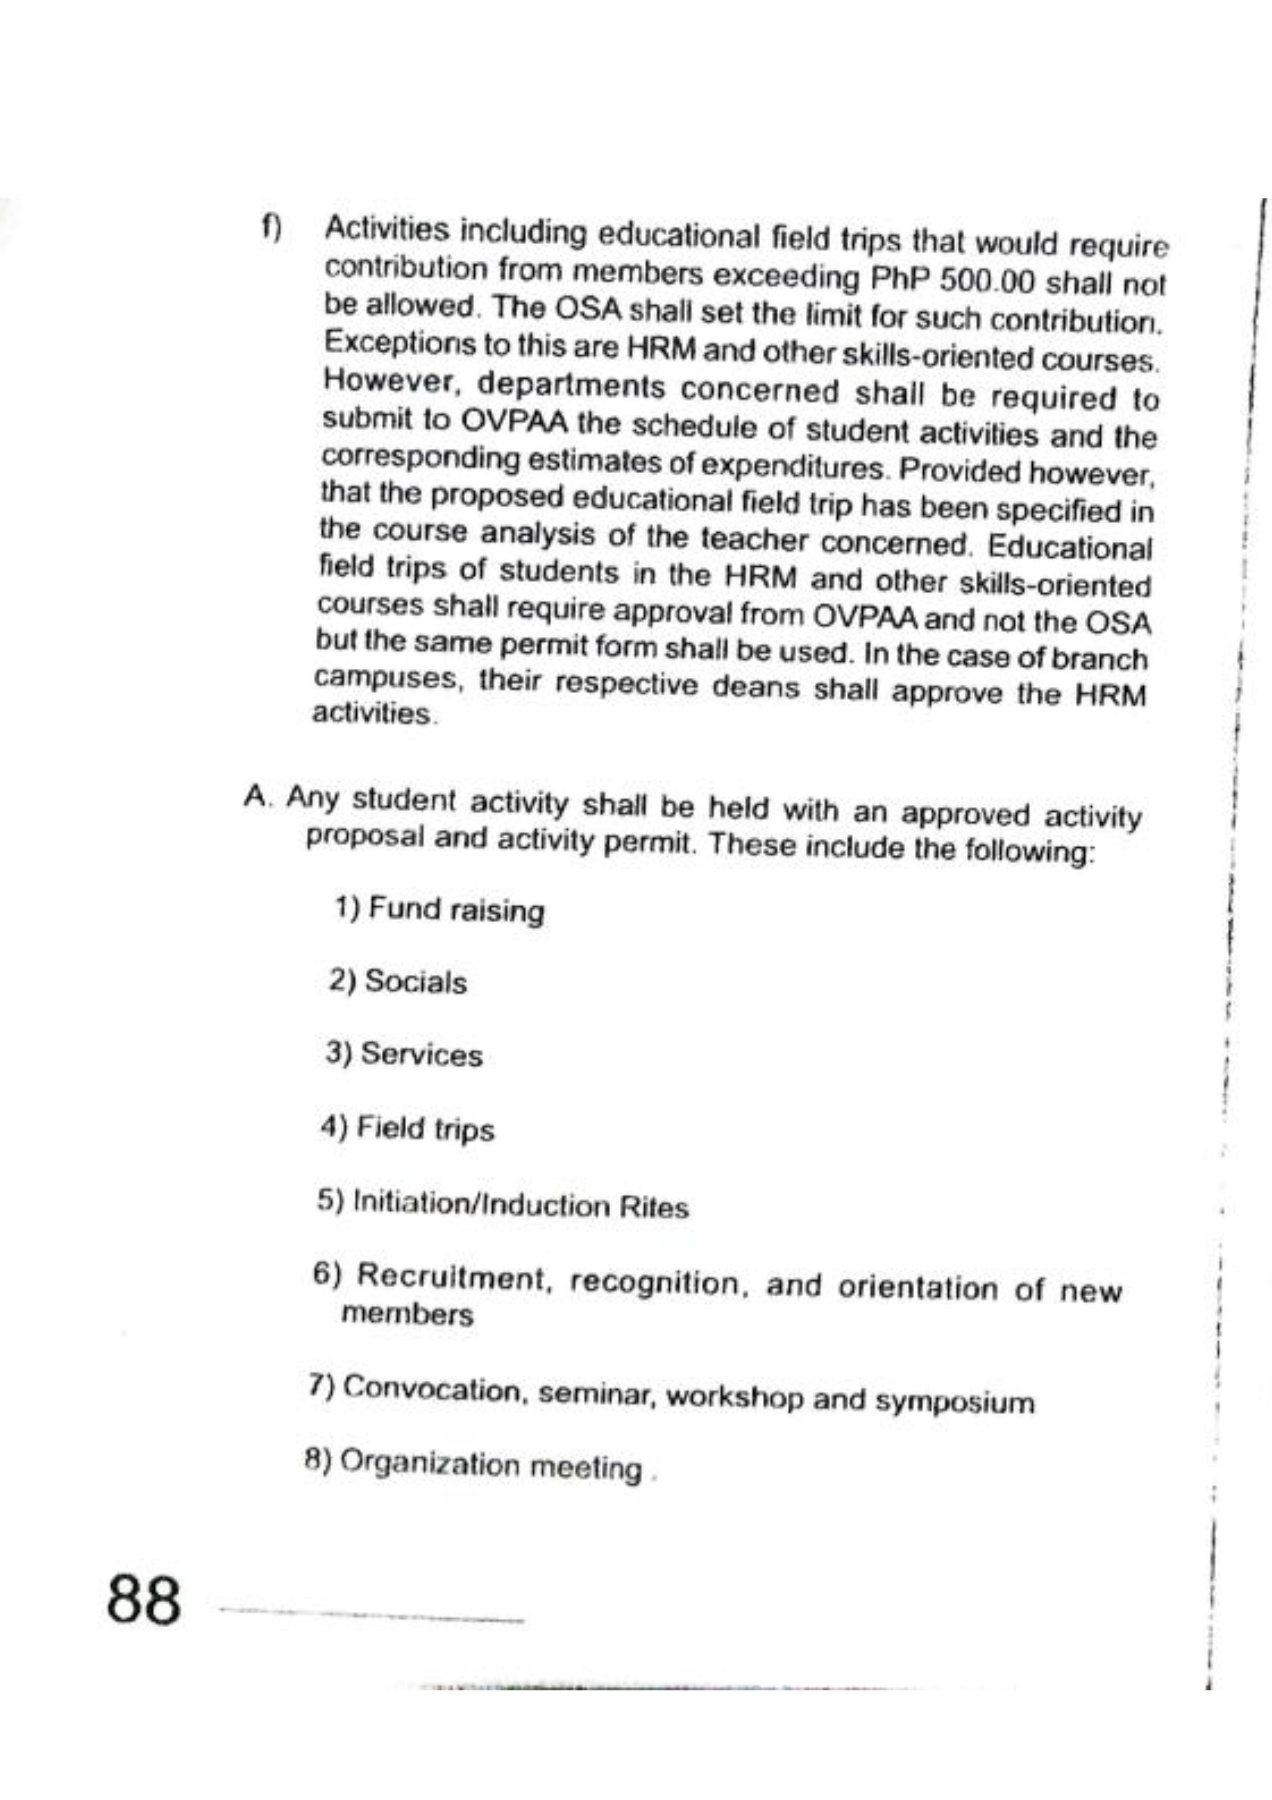 f) Activities including educational field trips that would require
contribution from members exceeding PhP 500.00 shall not
be allowed. The OSA shall set the limit for such contribution.
Exceptions to this are HRM and other skills-oriented courses.
However, departments concerned shall be required to
submit to OVPAA the schedule of student activities and the
corresponding estimates of expenditures. Provided however,
that the proposed educational field trip has been specified in
the course analysis of the teacher concerned. Educational
field trips of students in the HRM and other skills-oriented
courses shall require approval from OVPAA and not the OSA
but the same permit form shall be used. In the case of branch
campuses, their respective deans shall approve the HRM
activities.
A. Any student activity shall be held with an approved activity
proposal and activity permit. These include the following:
1) Fund raising
2) Socials
3) Services
4) Field trips
5) Initiation/Induction Rites
6) Recruitment, recognition, and orientation of new
members
7) Convocation, seminar, workshop and symposium
8) Organization meeting .
88